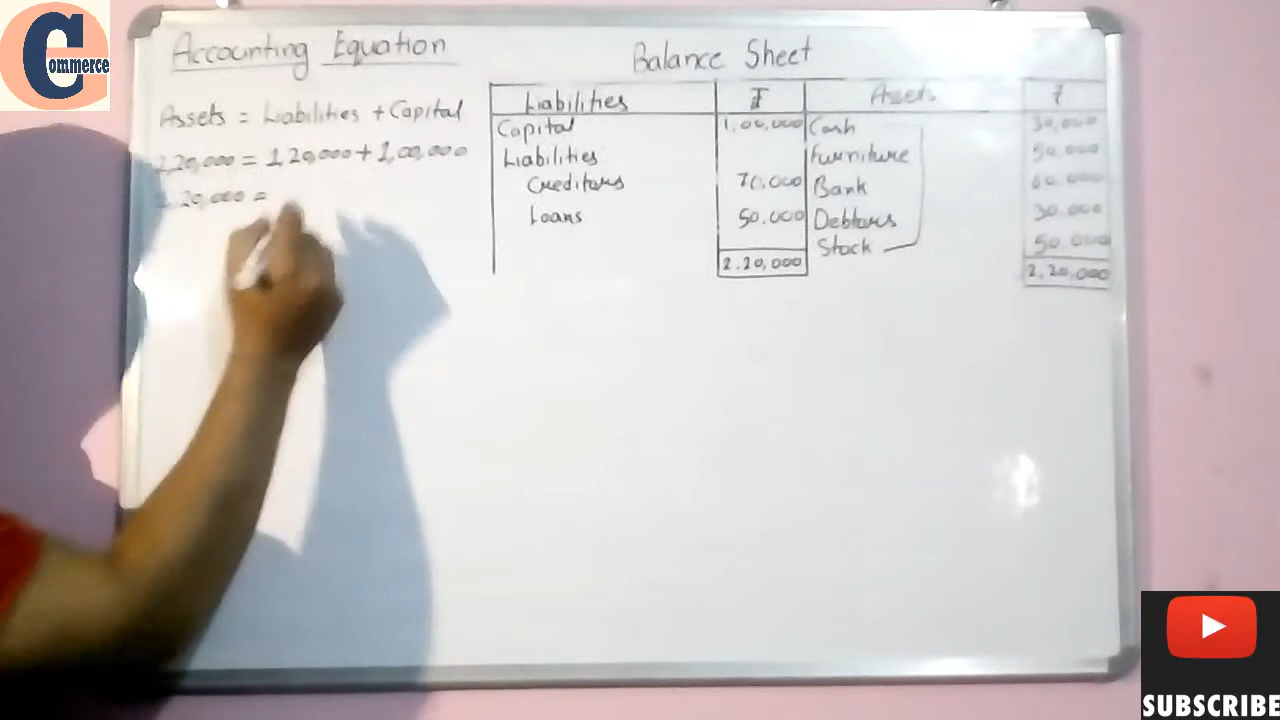 Commerce
Accounting Equation
Assets = Liabilities + Capital
2,20,000 = 1,20,000 + 1,00,000
2,20,000 =
Balance Sheet
Liabilities ₹ Assets ₹
Capital 1,00,000 Cash 30,000
Liabilities Furniture 50.000
Creditors 70.000 Bank 60.000
Loans 50.000 Debtors 30.000
Stock 50.000
2.20,000 2,20,000
SUBSCRIBE